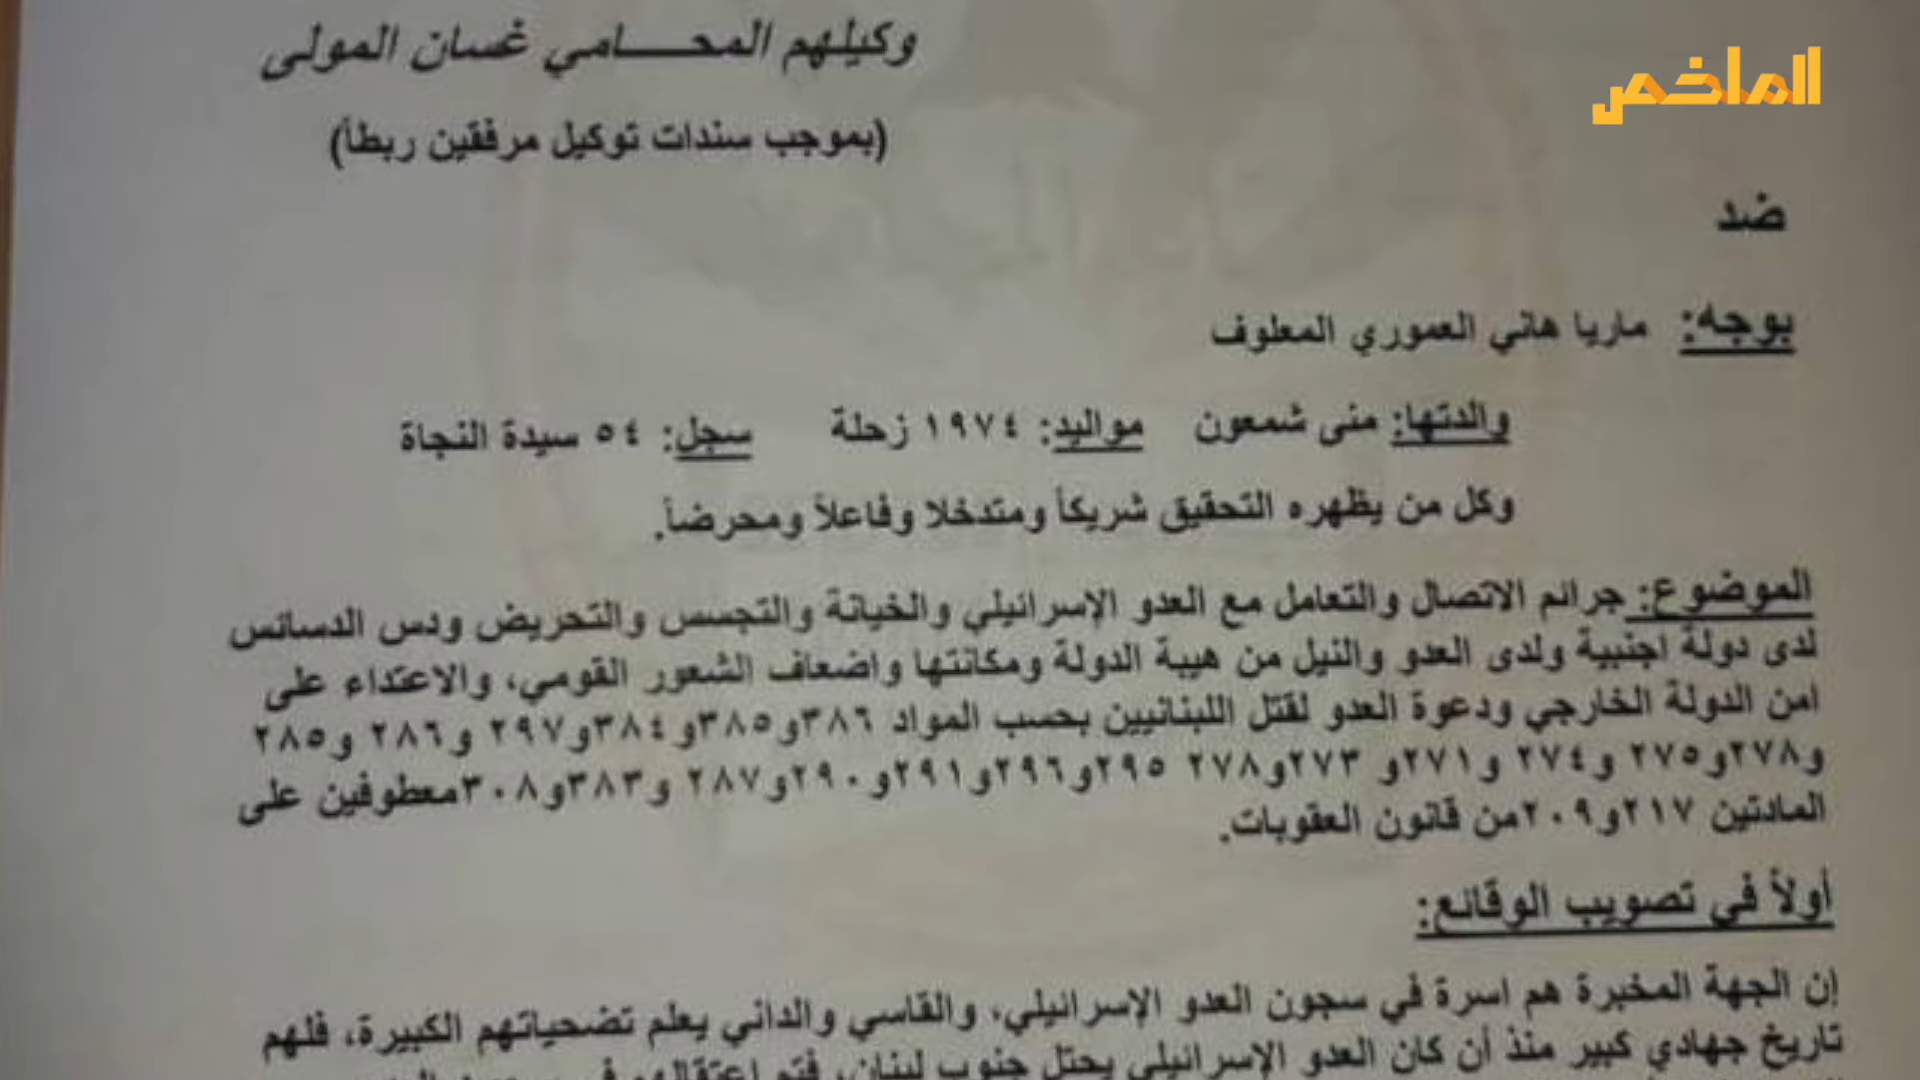 الماخص
وكيلهم المحـــــامي غسان المولى
(بموجب سندات توكيل مرفقين ربطاً)
ضد
بوجه: ماريا هاني العموري المعلوف
والدتها: منى شمعون مواليد: ١٩٧٤ زحلة سجل: ٥٤ سيدة النجاة
وكل من يظهره التحقيق شريكاً ومتدخلا وفاعلاً ومحرضاً.
الموضوع: جرائم الاتصال والتعامل مع العدو الإسرائيلي والخيانة والتجسس والتحريض ودس الدسائس
لدى دولة اجنبية ولدى العدو والنيل من هيبة الدولة ومكانتها واضعاف الشعور القومي، والاعتداء على
امن الدولة الخارجي ودعوة العدو لقتل اللبنانيين بحسب المواد ٣٨٦و٣٨٥و٣٨٤و٢٩٧ و٢٨٦ و٢٨٥
و٢٧٨و٢٧٥ و٢٧٤ و٢٧١و ٢٧٣و٢٧٨ ٢٩٥و٢٩٦و٢٩١و٢٩٠و٢٨٧ و٣٨٣و٣٠٨معطوفين على
المادتين ٢١٧و٢٠٩من قانون العقوبات.
أولاً في تصويب الوقائع:
إن الجهة المخبرة هم اسرة في سجون العدو الإسرائيلي، والقاسي والداني يعلم تضحياتهم الكبيرة، فلهم
تاريخ جهادي كبير منذ أن كان العدو الإسرائيلي يحتل جنوب لبنان، فتم اعتقالهم في